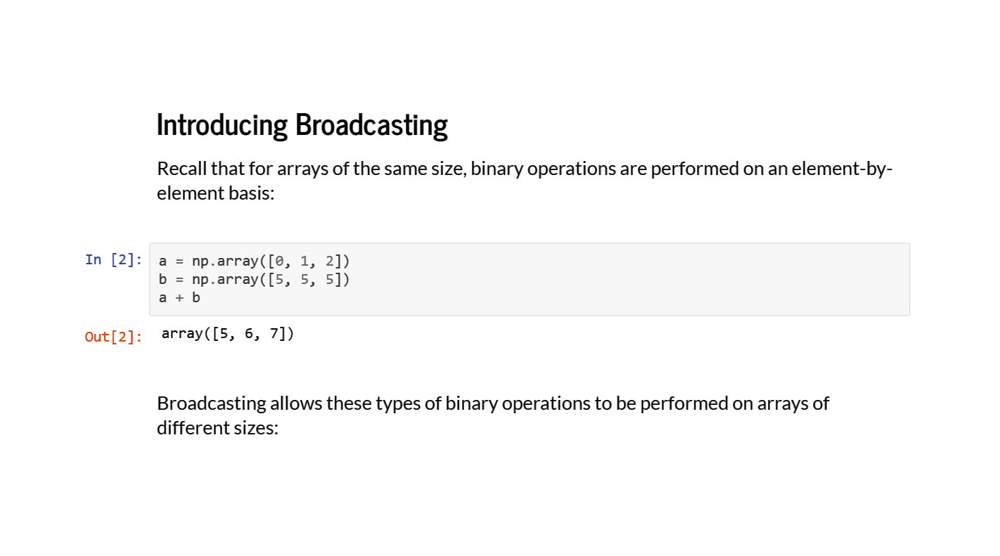 Introducing Broadcasting
Recall that for arrays of the same size, binary operations are performed on an element-by-
element basis:
In [2]: a = np.array([0, 1, 2])
b = np.array([5, 5, 5])
a + b
Out[2]: array([5, 6, 7])
Broadcasting allows these types of binary operations to be performed on arrays of
different sizes: